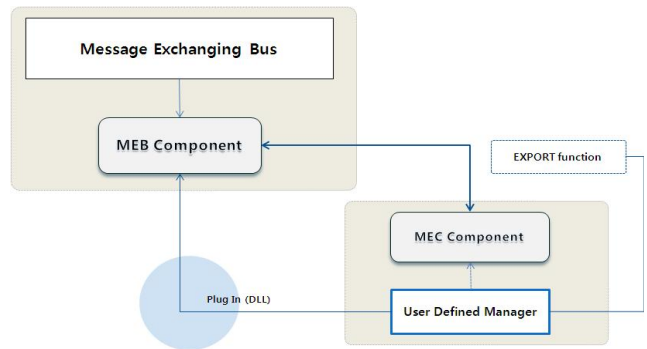 Message Exchanging Bus
MEB Component
EXPORT function
MEC Component
Plug In (DLL)
User Defined Manager